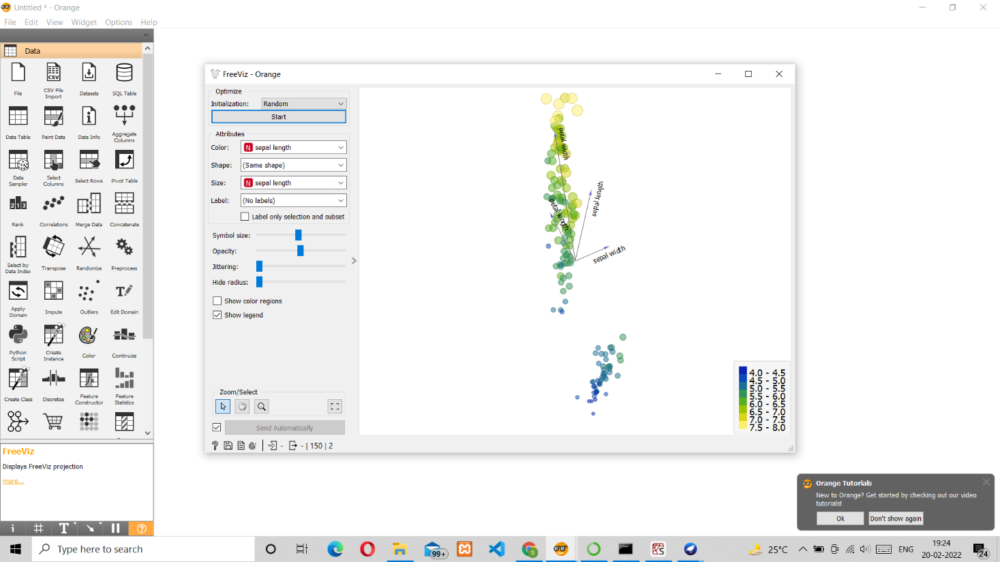 Untitled * - Orange
File Edit View Widget Options Help
Data
File
CSV File Import
Datasets
SQL Table
Data Table
Paint Data
Data Info
Aggregate Columns
Data Sampler
Select Columns
Select Rows
Pivot Table
Rank
Correlations
Merge Data
Concatenate
Select by Data Index
Transpose
Randomize
Preprocess
Apply Domain
Impute
Outliers
Edit Domain
Python Script
Create Instance
Color
Continuize
Create Class
Discretize
Feature Constructor
Feature Statistics
FreeViz
Displays FreeViz projection
more...
FreeViz - Orange
Optimize
Initialization: Random
Start
Attributes
Color: N sepal length
Shape: (Same shape)
Size: N sepal length
Label: (No labels)
Label only selection and subset
Symbol size:
Opacity:
Jittering:
Hide radius:
Show color regions
Show legend
Zoom/Select
Send Automatically
- - | 150 | 2
petal width
sepal length
petal length
sepal width
4.0 - 4.5
4.5 - 5.0
5.0 - 5.5
5.5 - 6.0
6.0 - 6.5
6.5 - 7.0
7.0 - 7.5
7.5 - 8.0
Orange Tutorials
New to Orange? Get started by checking out our video
tutorials!
Ok Don't show again
Type here to search
99+
25°C
ENG
19:24
20-02-2022
24